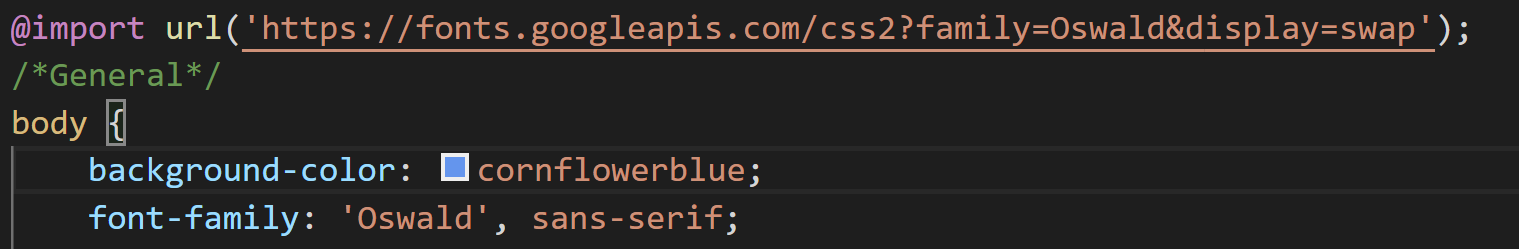 @import url('https://fonts.googleapis.com/css2?family=Oswald&display=swap');
/*General*/
body {
background-color: cornflowerblue;
font-family: 'Oswald', sans-serif;